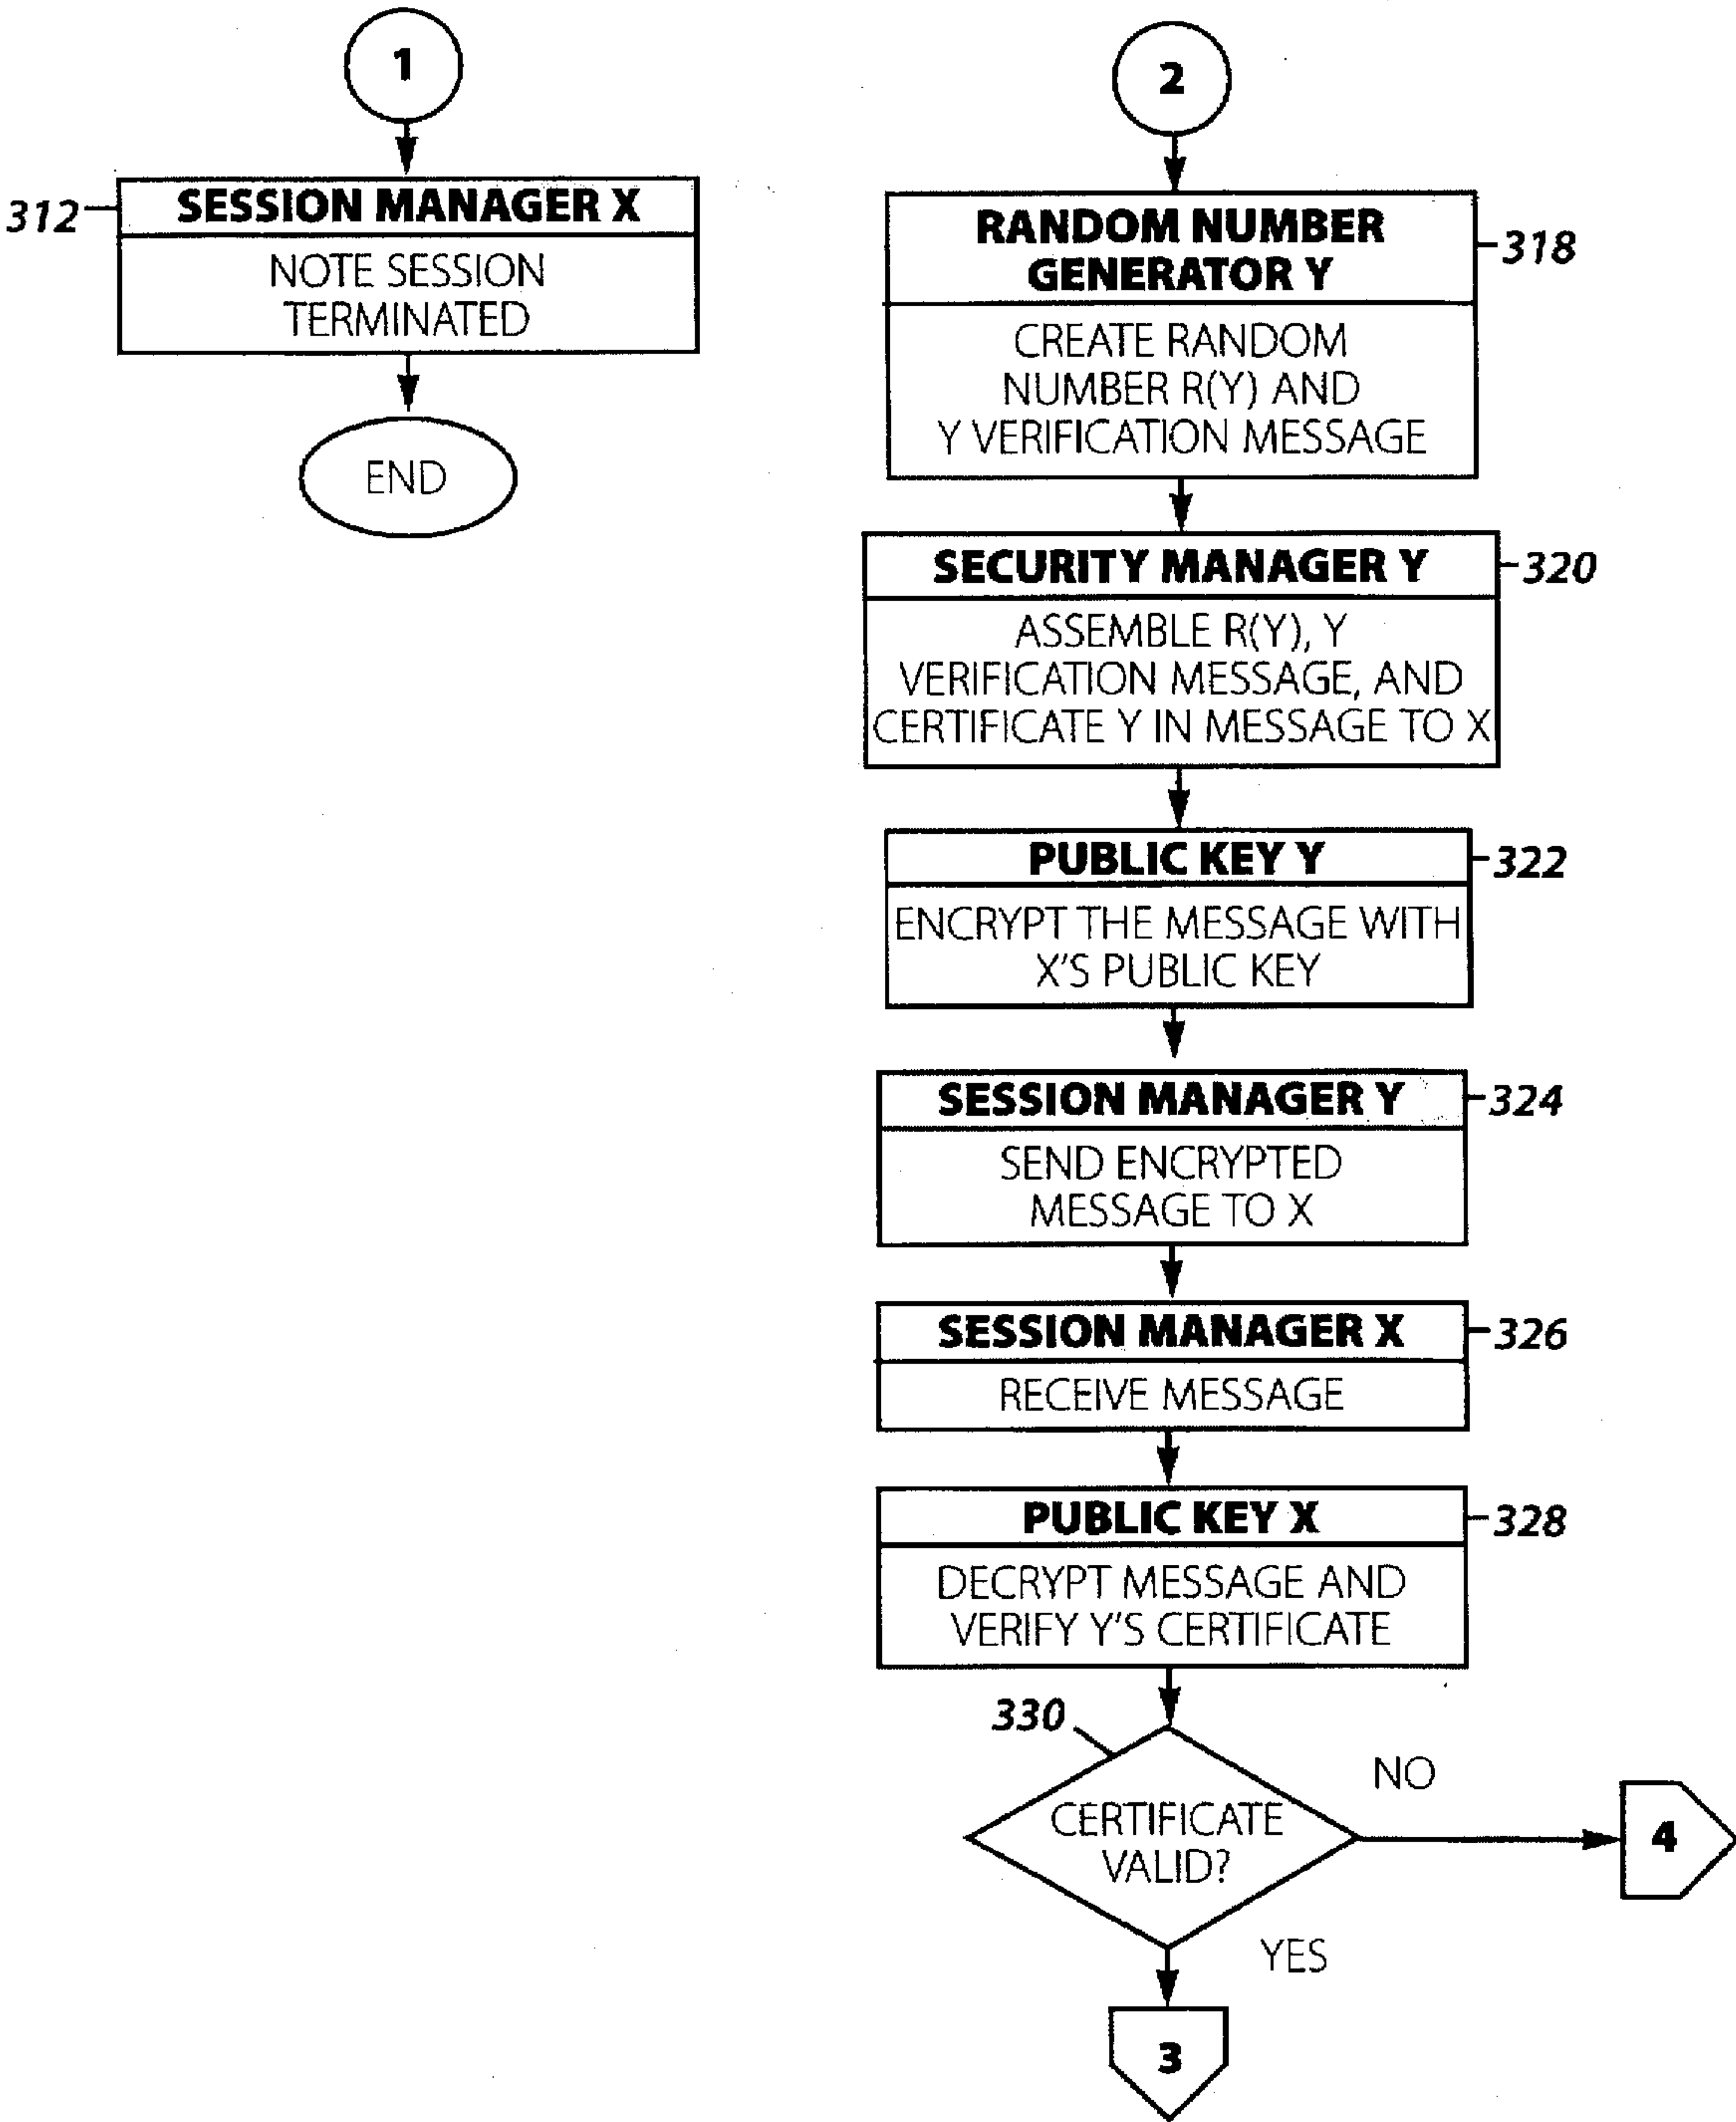 1
312
SESSION MANAGER X
NOTE SESSION
TERMINATED
END
2
RANDOM NUMBER
GENERATOR Y
318
CREATE RANDOM
NUMBER R(Y) AND
Y VERIFICATION MESSAGE
SECURITY MANAGER Y
320
ASSEMBLE R(Y), Y
VERIFICATION MESSAGE, AND
CERTIFICATE Y IN MESSAGE TO X
PUBLIC KEY Y
322
ENCRYPT THE MESSAGE WITH
X'S PUBLIC KEY
SESSION MANAGER Y
324
SEND ENCRYPTED
MESSAGE TO X
SESSION MANAGER X
326
RECEIVE MESSAGE
PUBLIC KEY X
328
DECRYPT MESSAGE AND
VERIFY Y'S CERTIFICATE
330
CERTIFICATE
VALID?
NO
4
YES
3